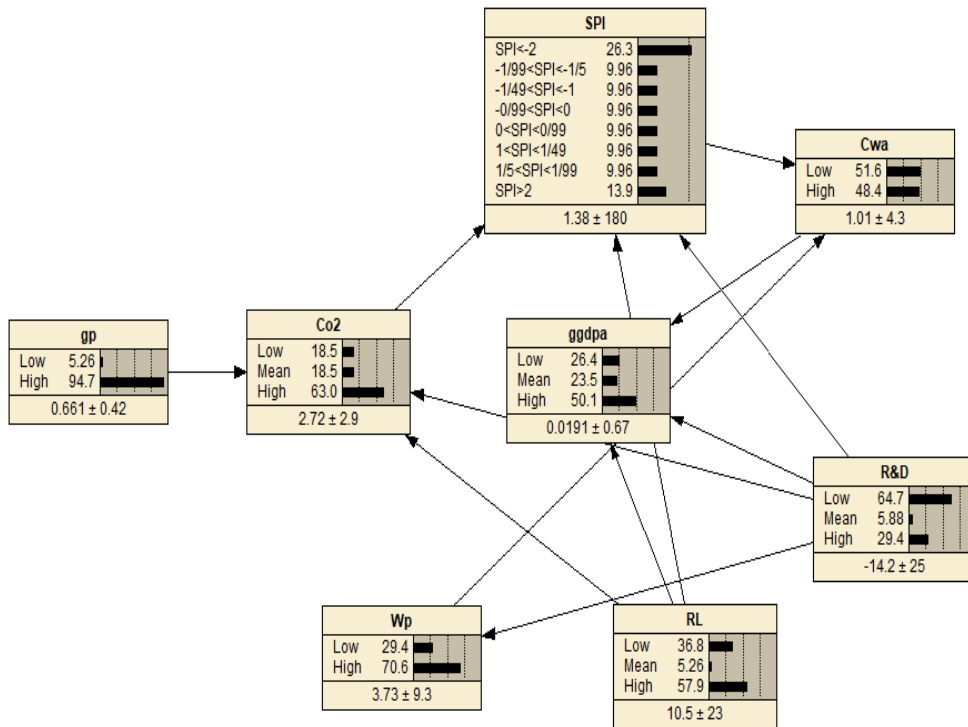 SPI
SPI<-2 26.3
-1/99<SPI<-1/5 9.96
-1/49<SPI<-1 9.96
-0/99<SPI<0 9.96
0<SPI<0/99 9.96
1<SPI<1/49 9.96
1/5<SPI<1/99 9.96
SPI>2 13.9
1.38 ± 180
Cwa
Low 51.6
High 48.4
1.01 ± 4.3
gp
Low 5.26
High 94.7
0.661 ± 0.42
Co2
Low 18.5
Mean 18.5
High 63.0
2.72 ± 2.9
ggdpa
Low 26.4
Mean 23.5
High 50.1
0.0191 ± 0.67
R&D
Low 64.7
Mean 5.88
High 29.4
-14.2 ± 25
Wp
Low 29.4
High 70.6
3.73 ± 9.3
RL
Low 36.8
Mean 5.26
High 57.9
10.5 ± 23